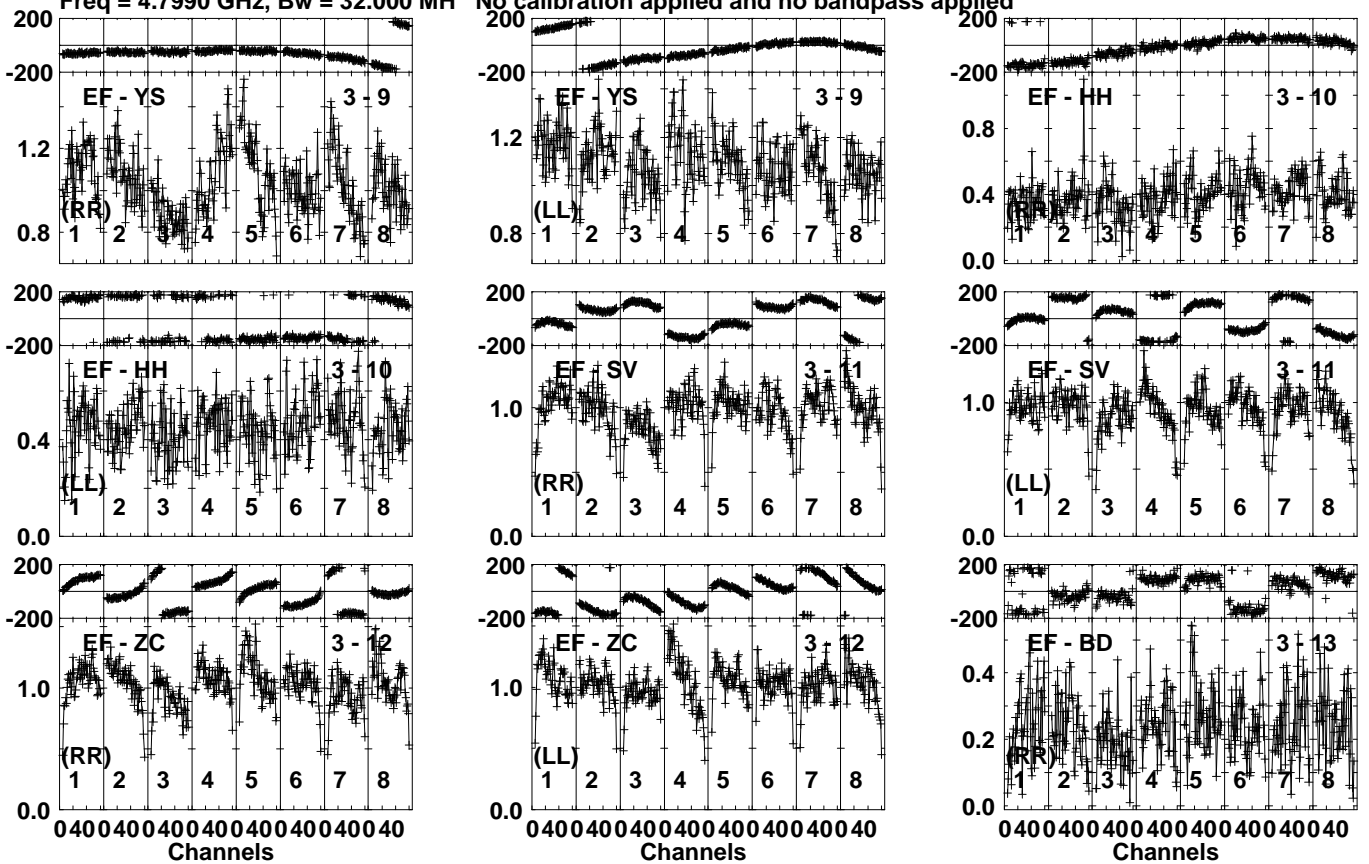 Freq = 4.7990 GHz, Bw = 32.000 MH No calibration applied and no bandpass applied
200
-200
EF - YS 3 - 9
1.2
(RR)
0.8
1 2 3 4 5 6 7 8
200
-200
EF - YS 3 - 9
1.2
(LL)
0.8
1 2 3 4 5 6 7 8
200
-200
EF - HH 3 - 10
0.8
0.4
(RR)
0.0
1 2 3 4 5 6 7 8
200
-200
EF - HH 3 - 10
0.4
(LL)
1 2 3 4 5 6 7 8
0.0
200
-200
EF - SV 3 - 11
1.0
(RR)
1 2 3 4 5 6 7 8
0.0
200
-200
EF - SV 3 - 11
1.0
(LL)
1 2 3 4 5 6 7 8
0.0
200
-200
EF - ZC 3 - 12
1.0
(RR)
1 2 3 4 5 6 7 8
0.0
0 40 0 40 0 40 0 40 0 40 0 40 0 40 0 40
Channels
200
-200
EF - ZC 3 - 12
1.0
(LL)
1 2 3 4 5 6 7 8
0.0
0 40 0 40 0 40 0 40 0 40 0 40 0 40 0 40
Channels
200
-200
EF - BD 3 - 13
0.4
0.2
(RR)
1 2 3 4 5 6 7 8
0.0
0 40 0 40 0 40 0 40 0 40 0 40 0 40 0 40
Channels